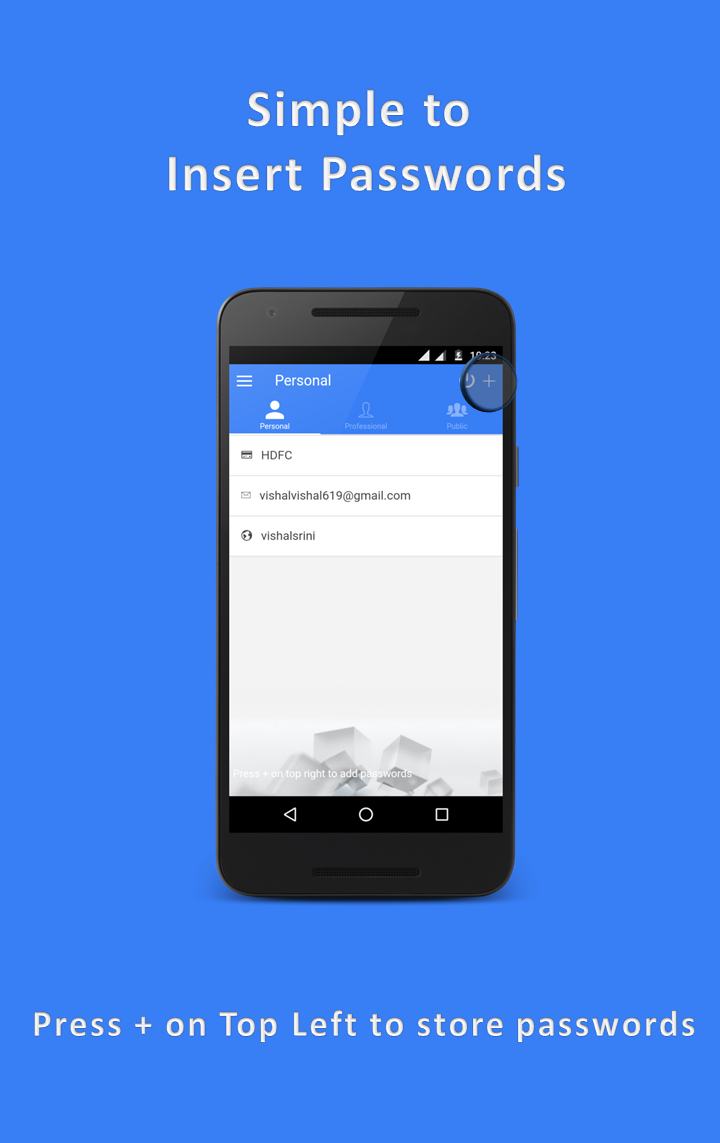 Simple to
Insert Passwords
19:23
Personal
Personal Professional Public
HDFC
vishalvishal619@gmail.com
vishalsrini
Press + on top right to add passwords
Press + on Top Left to store passwords